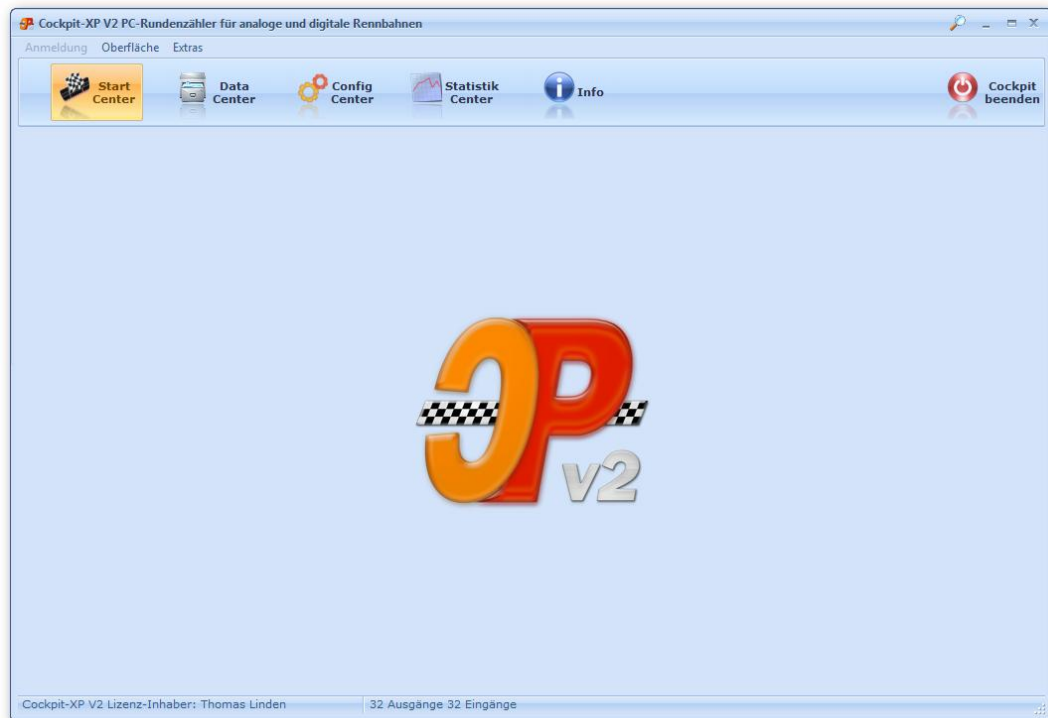 Cockpit-XP V2 PC-Rundenzähler für analoge und digitale Rennbahnen
Anmeldung Oberfläche Extras
Start Center
Data Center
Config Center
Statistik Center
Info
Cockpit beenden
CP
v2
Cockpit-XP V2 Lizenz-Inhaber: Thomas Linden
32 Ausgänge 32 Eingänge